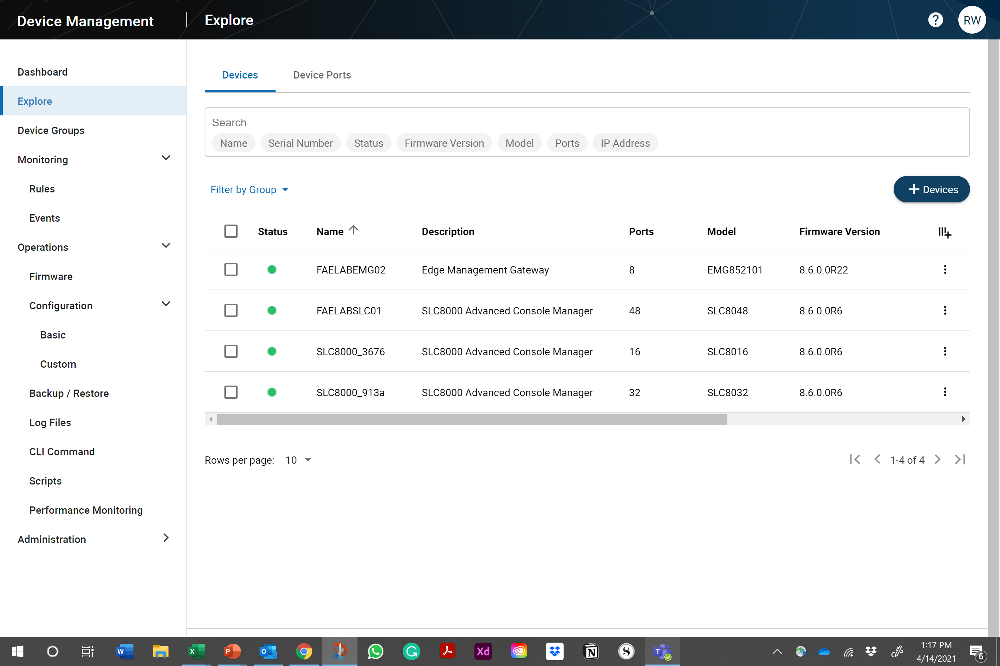 Device Management
Explore
RW
Dashboard
Explore
Device Groups
Monitoring
Rules
Events
Operations
Firmware
Configuration
Basic
Custom
Backup / Restore
Log Files
CLI Command
Scripts
Performance Monitoring
Administration
Devices Device Ports
Search
Name Serial Number Status Firmware Version Model Ports IP Address
Filter by Group
Devices
Status Name Description Ports Model Firmware Version
FAELABEMG02 Edge Management Gateway 8 EMG852101 8.6.0.0R22
FAELABSLC01 SLC8000 Advanced Console Manager 48 SLC8048 8.6.0.0R6
SLC8000_3676 SLC8000 Advanced Console Manager 16 SLC8016 8.6.0.0R6
SLC8000_913a SLC8000 Advanced Console Manager 32 SLC8032 8.6.0.0R6
Rows per page: 10
1-4 of 4
W X P O G Xd N S T
1:17 PM
4/14/2021
6